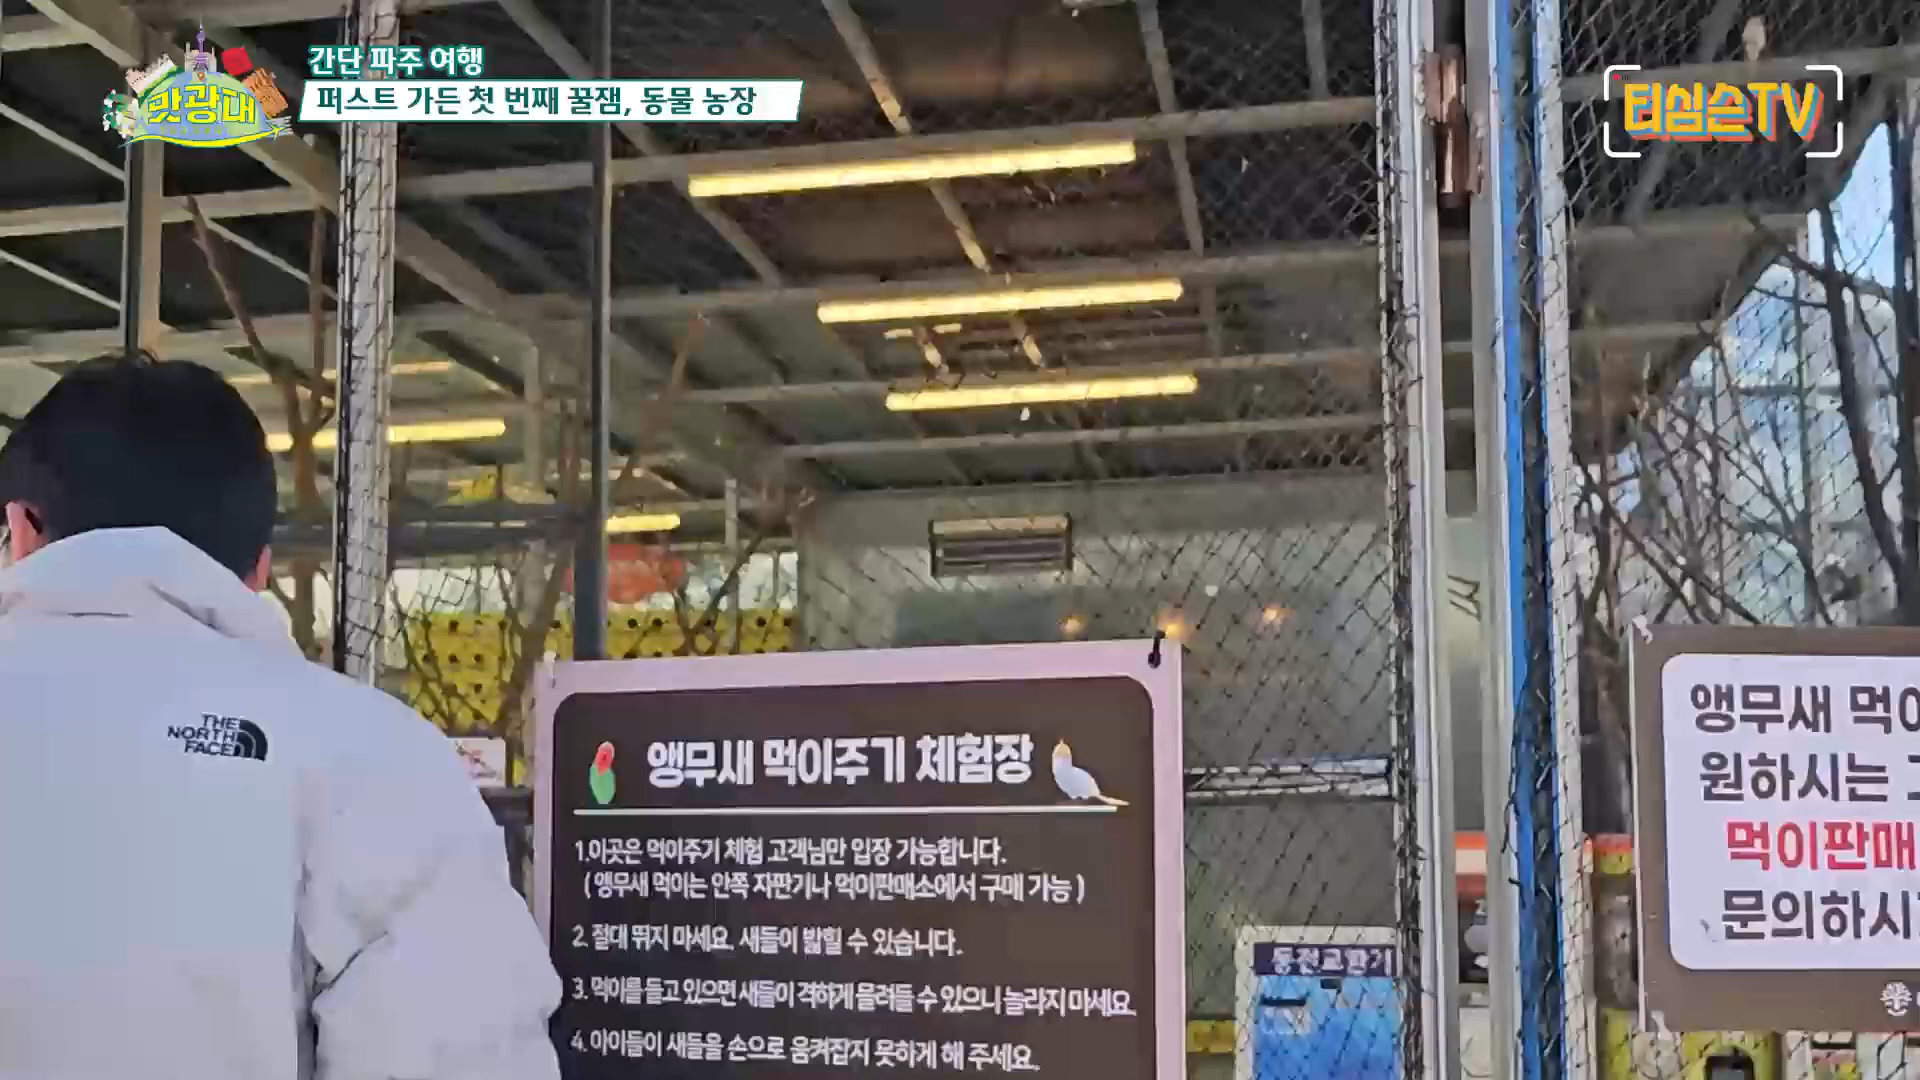 간단 파주 여행
퍼스트 가든 첫 번째 꿀잼, 동물 농장
맛광대
티심슨TV
THE
NORTH
FACE
앵무새 먹이주기 체험장
1.이곳은 먹이주기 체험 고객님만 입장 가능합니다.
( 앵무새 먹이는 안쪽 자판기나 먹이판매소에서 구매 가능 )
2. 절대 뛰지 마세요. 새들이 밟힐 수 있습니다.
3. 먹이를 들고 있으면 새들이 격하게 몰려들 수 있으니 놀라지 마세요.
4. 아이들이 새들을 손으로 움켜잡지 못하게 해 주세요.
동전교환기
앵무새 먹이
원하시는
먹이판매
문의하시